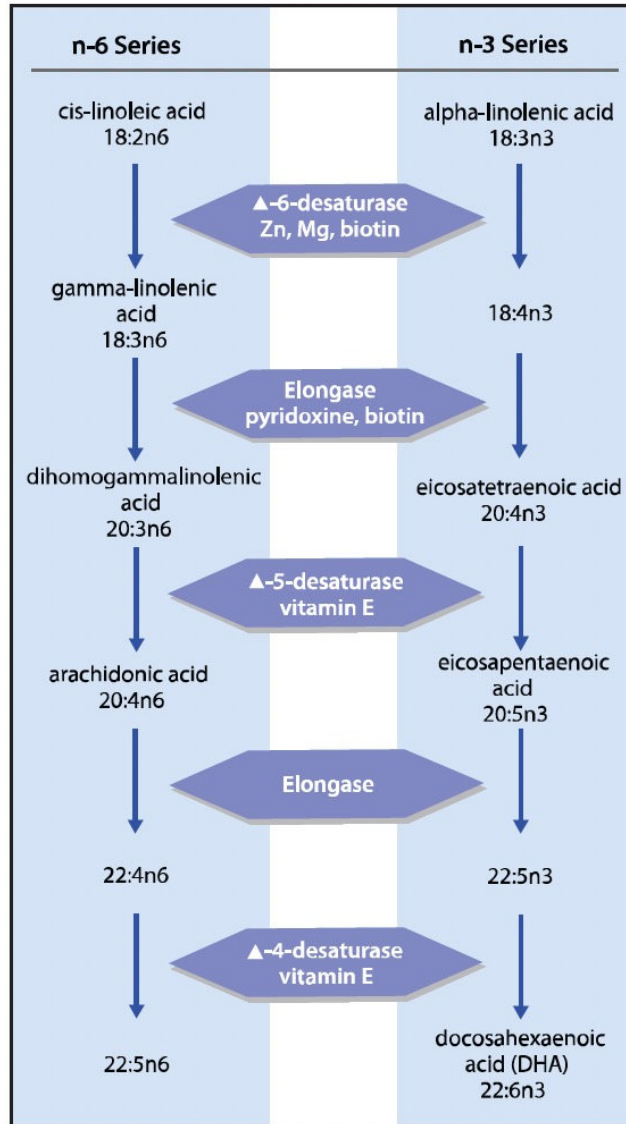 n-6 Series
n-3 Series
cis-linoleic acid
18:2n6
alpha-linolenic acid
18:3n3
▲-6-desaturase
Zn, Mg, biotin
gamma-linolenic
acid
18:3n6
18:4n3
Elongase
pyridoxine, biotin
dihomogammalinolenic
acid
20:3n6
eicosatetraenoic acid
20:4n3
▲-5-desaturase
vitamin E
arachidonic acid
20:4n6
eicosapentaenoic
acid
20:5n3
Elongase
22:4n6
22:5n3
▲-4-desaturase
vitamin E
22:5n6
docosahexaenoic
acid (DHA)
22:6n3